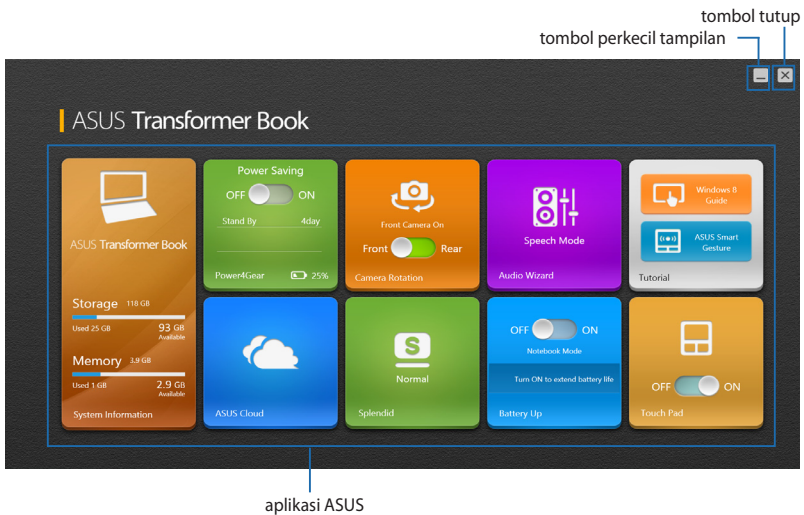 tombol tutup
tombol perkecil tampilan
ASUS Transformer Book
ASUS Transformer Book
Storage 118 GB
Used 25 GB 93 GB
Available
Memory 3.9 GB
Used 1 GB 2.9 GB
Available
System Information
Power Saving
OFF ON
Stand By 4day
Power4Gear 25%
Front Camera On
Front Rear
Camera Rotation
Speech Mode
Audio Wizard
Windows 8
Guide
ASUS Smart
Gesture
Tutorial
ASUS Cloud
S
Normal
Splendid
OFF ON
Notebook Mode
Turn ON to extend battery life
Battery Up
OFF ON
Touch Pad
aplikasi ASUS